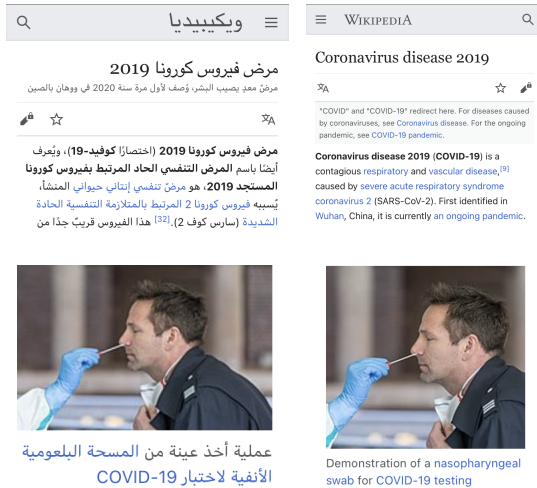 ويكيبيديا
مرض فيروس كورونا 2019
مرضٌ معدٍ يصيب البشر، وُصف لأول مرة سنة 2020 في ووهان بالصين
مرض فيروس كورونا 2019 (اختصارًا كوفيد-19)، ويُعرف
أيضًا باسم المرض التنفسي الحاد المرتبط بفيروس كورونا
المستجد 2019، هو مرضٌ تنفسي إنتاني حيواني المنشأ،
يُسببه فيروس كورونا 2 المرتبط بالمتلازمة التنفسية الحادة
الشديدة (سارس كوف 2).[32] هذا الفيروس قريبٌ جدًا من
عملية أخذ عينة من المسحة البلعومية
الأنفية لاختبار COVID-19
WIKIPEDIA
Coronavirus disease 2019
"COVID" and "COVID-19" redirect here. For diseases caused
by coronaviruses, see Coronavirus disease. For the ongoing
pandemic, see COVID-19 pandemic.
Coronavirus disease 2019 (COVID-19) is a
contagious respiratory and vascular disease,[9]
caused by severe acute respiratory syndrome
coronavirus 2 (SARS-CoV-2). First identified in
Wuhan, China, it is currently an ongoing pandemic.
Demonstration of a nasopharyngeal
swab for COVID-19 testing